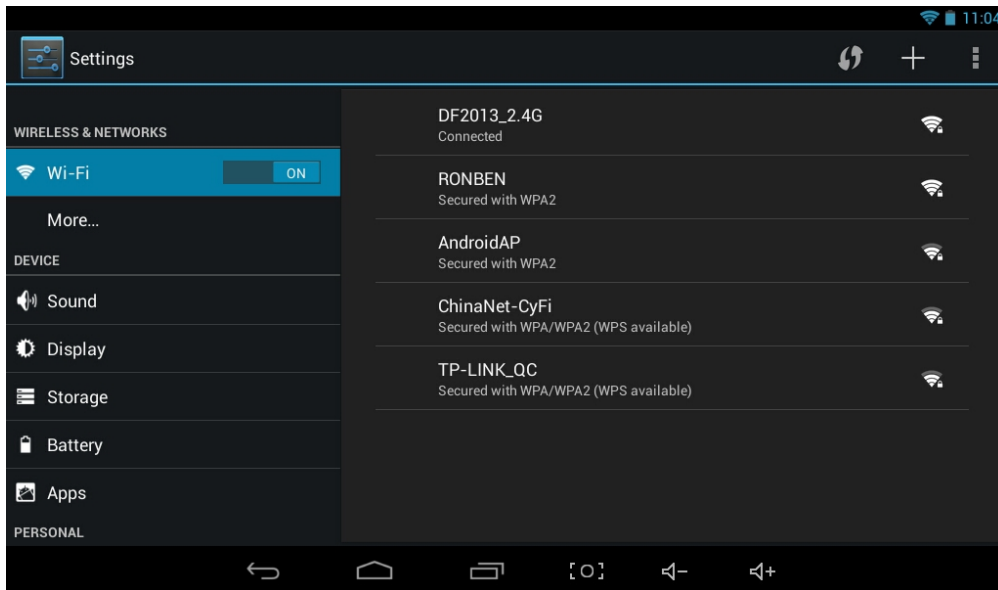 11:04
Settings
WIRELESS & NETWORKS
Wi-Fi
ON
More...
DEVICE
Sound
Display
Storage
Battery
Apps
PERSONAL
DF2013_2.4G
Connected
RONBEN
Secured with WPA2
AndroidAP
Secured with WPA2
ChinaNet-CyFi
Secured with WPA/WPA2 (WPS available)
TP-LINK_QC
Secured with WPA/WPA2 (WPS available)